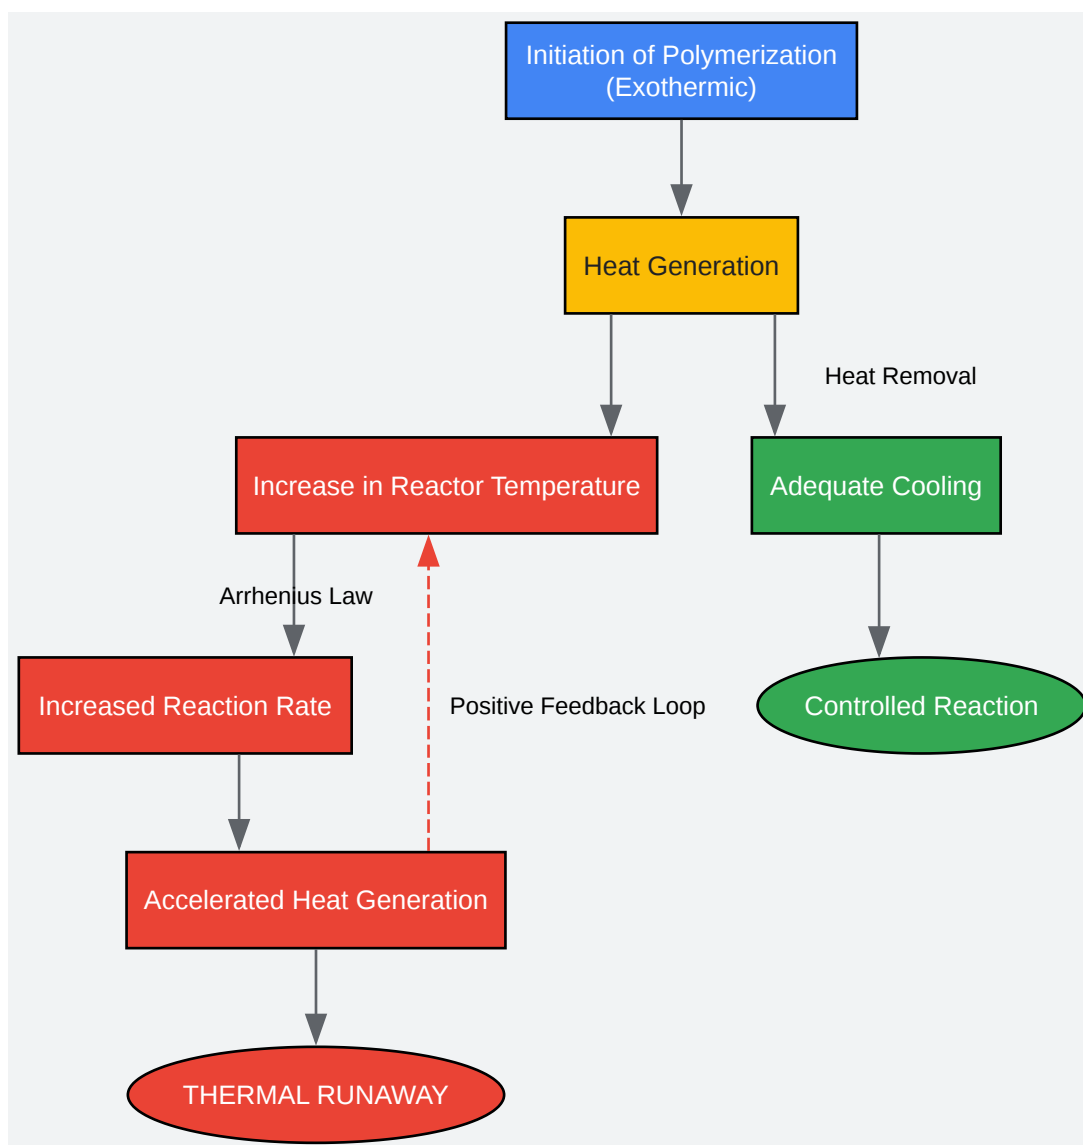 Initiation of Polymerization
(Exothermic)
Heat Generation
Heat Removal
Increase in Reactor Temperature
Adequate Cooling
Arrhenius Law
Increased Reaction Rate
Positive Feedback Loop
Controlled Reaction
Accelerated Heat Generation
THERMAL RUNAWAY